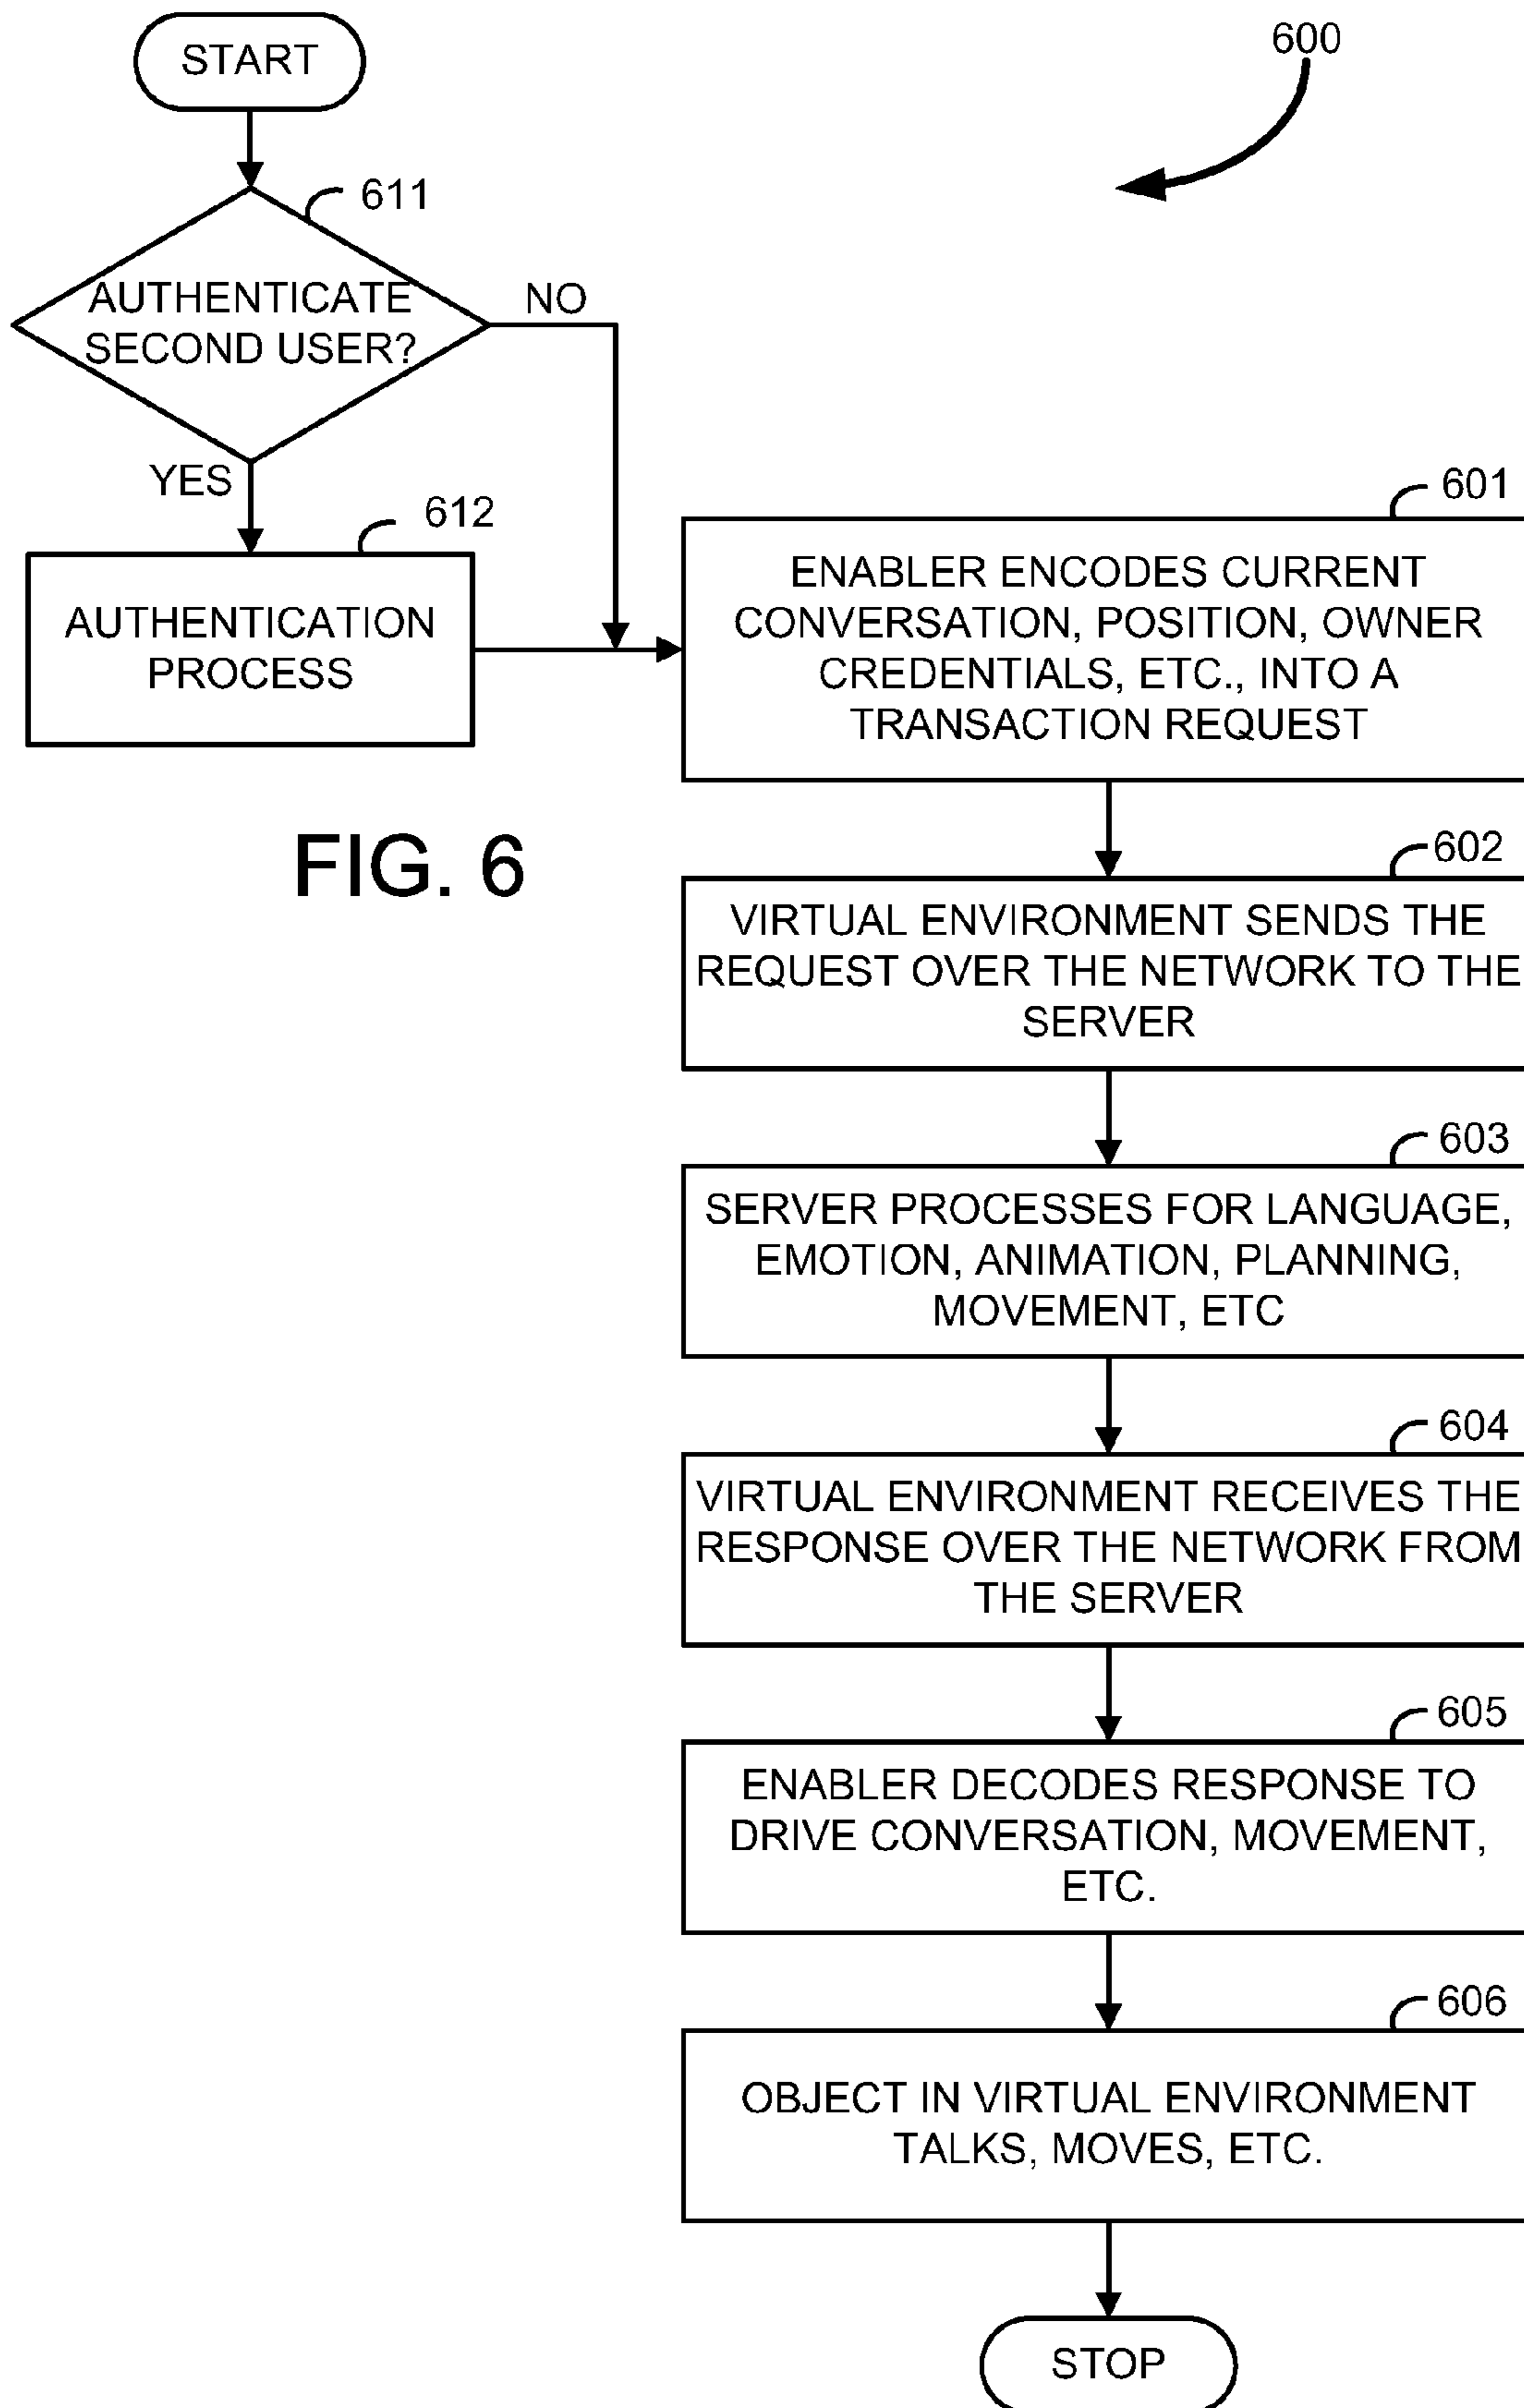 START
600
611
AUTHENTICATE
SECOND USER?
NO
YES
612
AUTHENTICATION
PROCESS
601
ENABLER ENCODES CURRENT
CONVERSATION, POSITION, OWNER
CREDENTIALS, ETC., INTO A
TRANSACTION REQUEST
FIG. 6
602
VIRTUAL ENVIRONMENT SENDS THE
REQUEST OVER THE NETWORK TO THE
SERVER
603
SERVER PROCESSES FOR LANGUAGE,
EMOTION, ANIMATION, PLANNING,
MOVEMENT, ETC
604
VIRTUAL ENVIRONMENT RECEIVES THE
RESPONSE OVER THE NETWORK FROM
THE SERVER
605
ENABLER DECODES RESPONSE TO
DRIVE CONVERSATION, MOVEMENT,
ETC.
606
OBJECT IN VIRTUAL ENVIRONMENT
TALKS, MOVES, ETC.
STOP